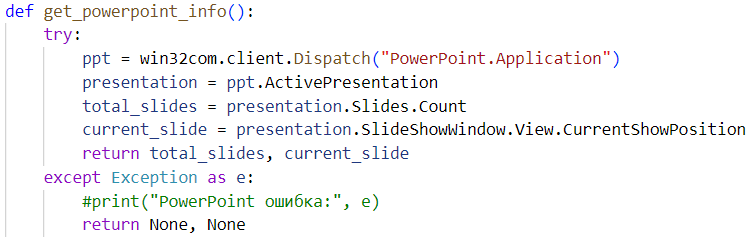 def get_powerpoint_info():
    try:
        ppt = win32com.client.Dispatch("PowerPoint.Application")
        presentation = ppt.ActivePresentation
        total_slides = presentation.Slides.Count
        current_slide = presentation.SlideShowWindow.View.CurrentShowPosition
        return total_slides, current_slide
    except Exception as e:
        #print("PowerPoint ошибка:", e)
        return None, None